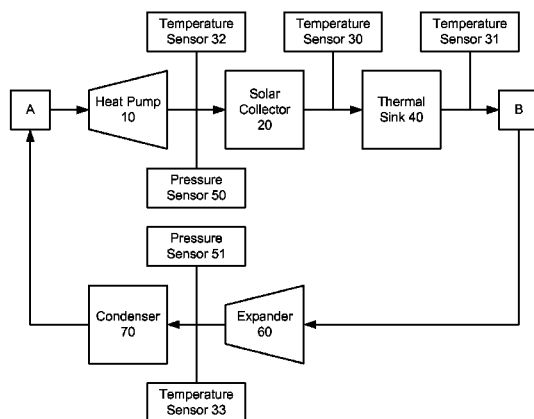 Temperature
Sensor 32
Temperature
Sensor 30
Temperature
Sensor 31
A
Heat Pump
10
Solar
Collector
20
Thermal
Sink 40
B
Pressure
Sensor 50
Pressure
Sensor 51
Condenser
70
Expander
60
Temperature
Sensor 33